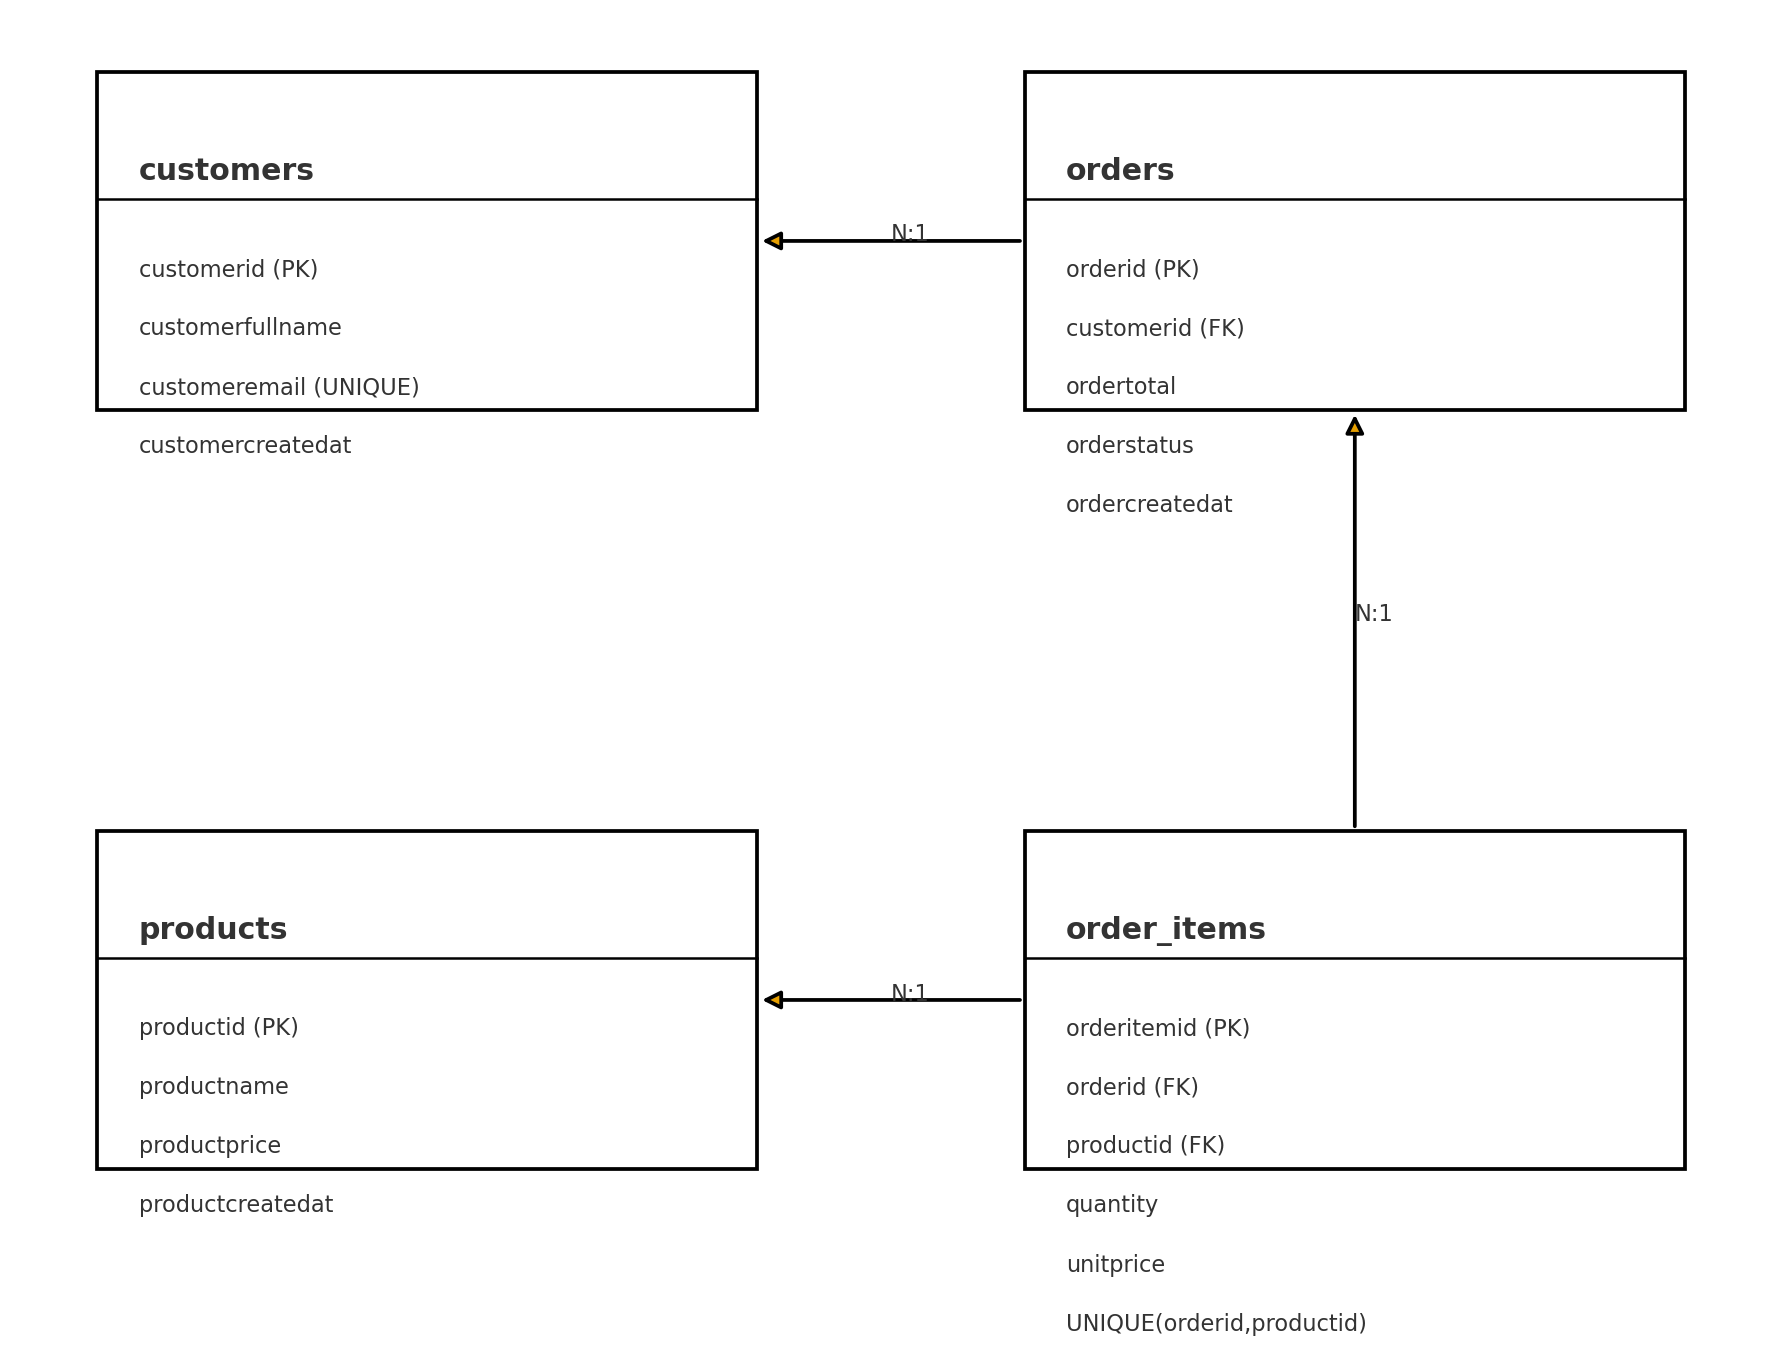 customers
customerid (PK)
customerfullname
customeremail (UNIQUE)
customercreatedat
N:1
orders
orderid (PK)
customerid (FK)
ordertotal
orderstatus
ordercreatedat
N:1
products
productid (PK)
productname
productprice
productcreatedat
N:1
order_items
orderitemid (PK)
orderid (FK)
productid (FK)
quantity
unitprice
UNIQUE(orderid,productid)